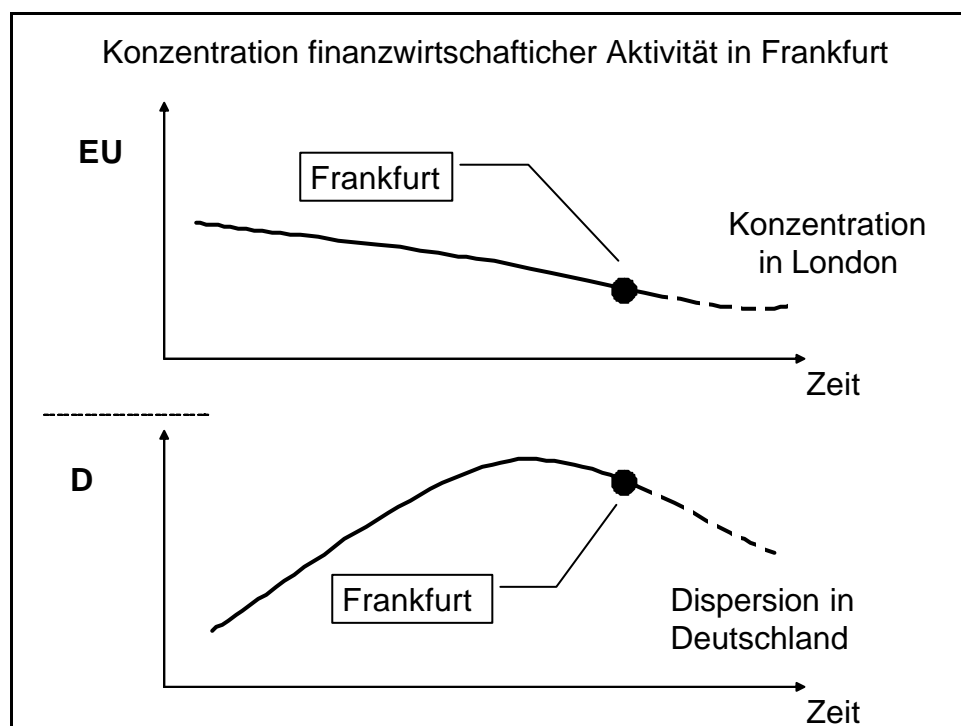 Konzentration finanzwirtschafticher Aktivität in Frankfurt
EU
Frankfurt
Konzentration
in London
Zeit
D
Frankfurt
Dispersion in
Deutschland
Zeit